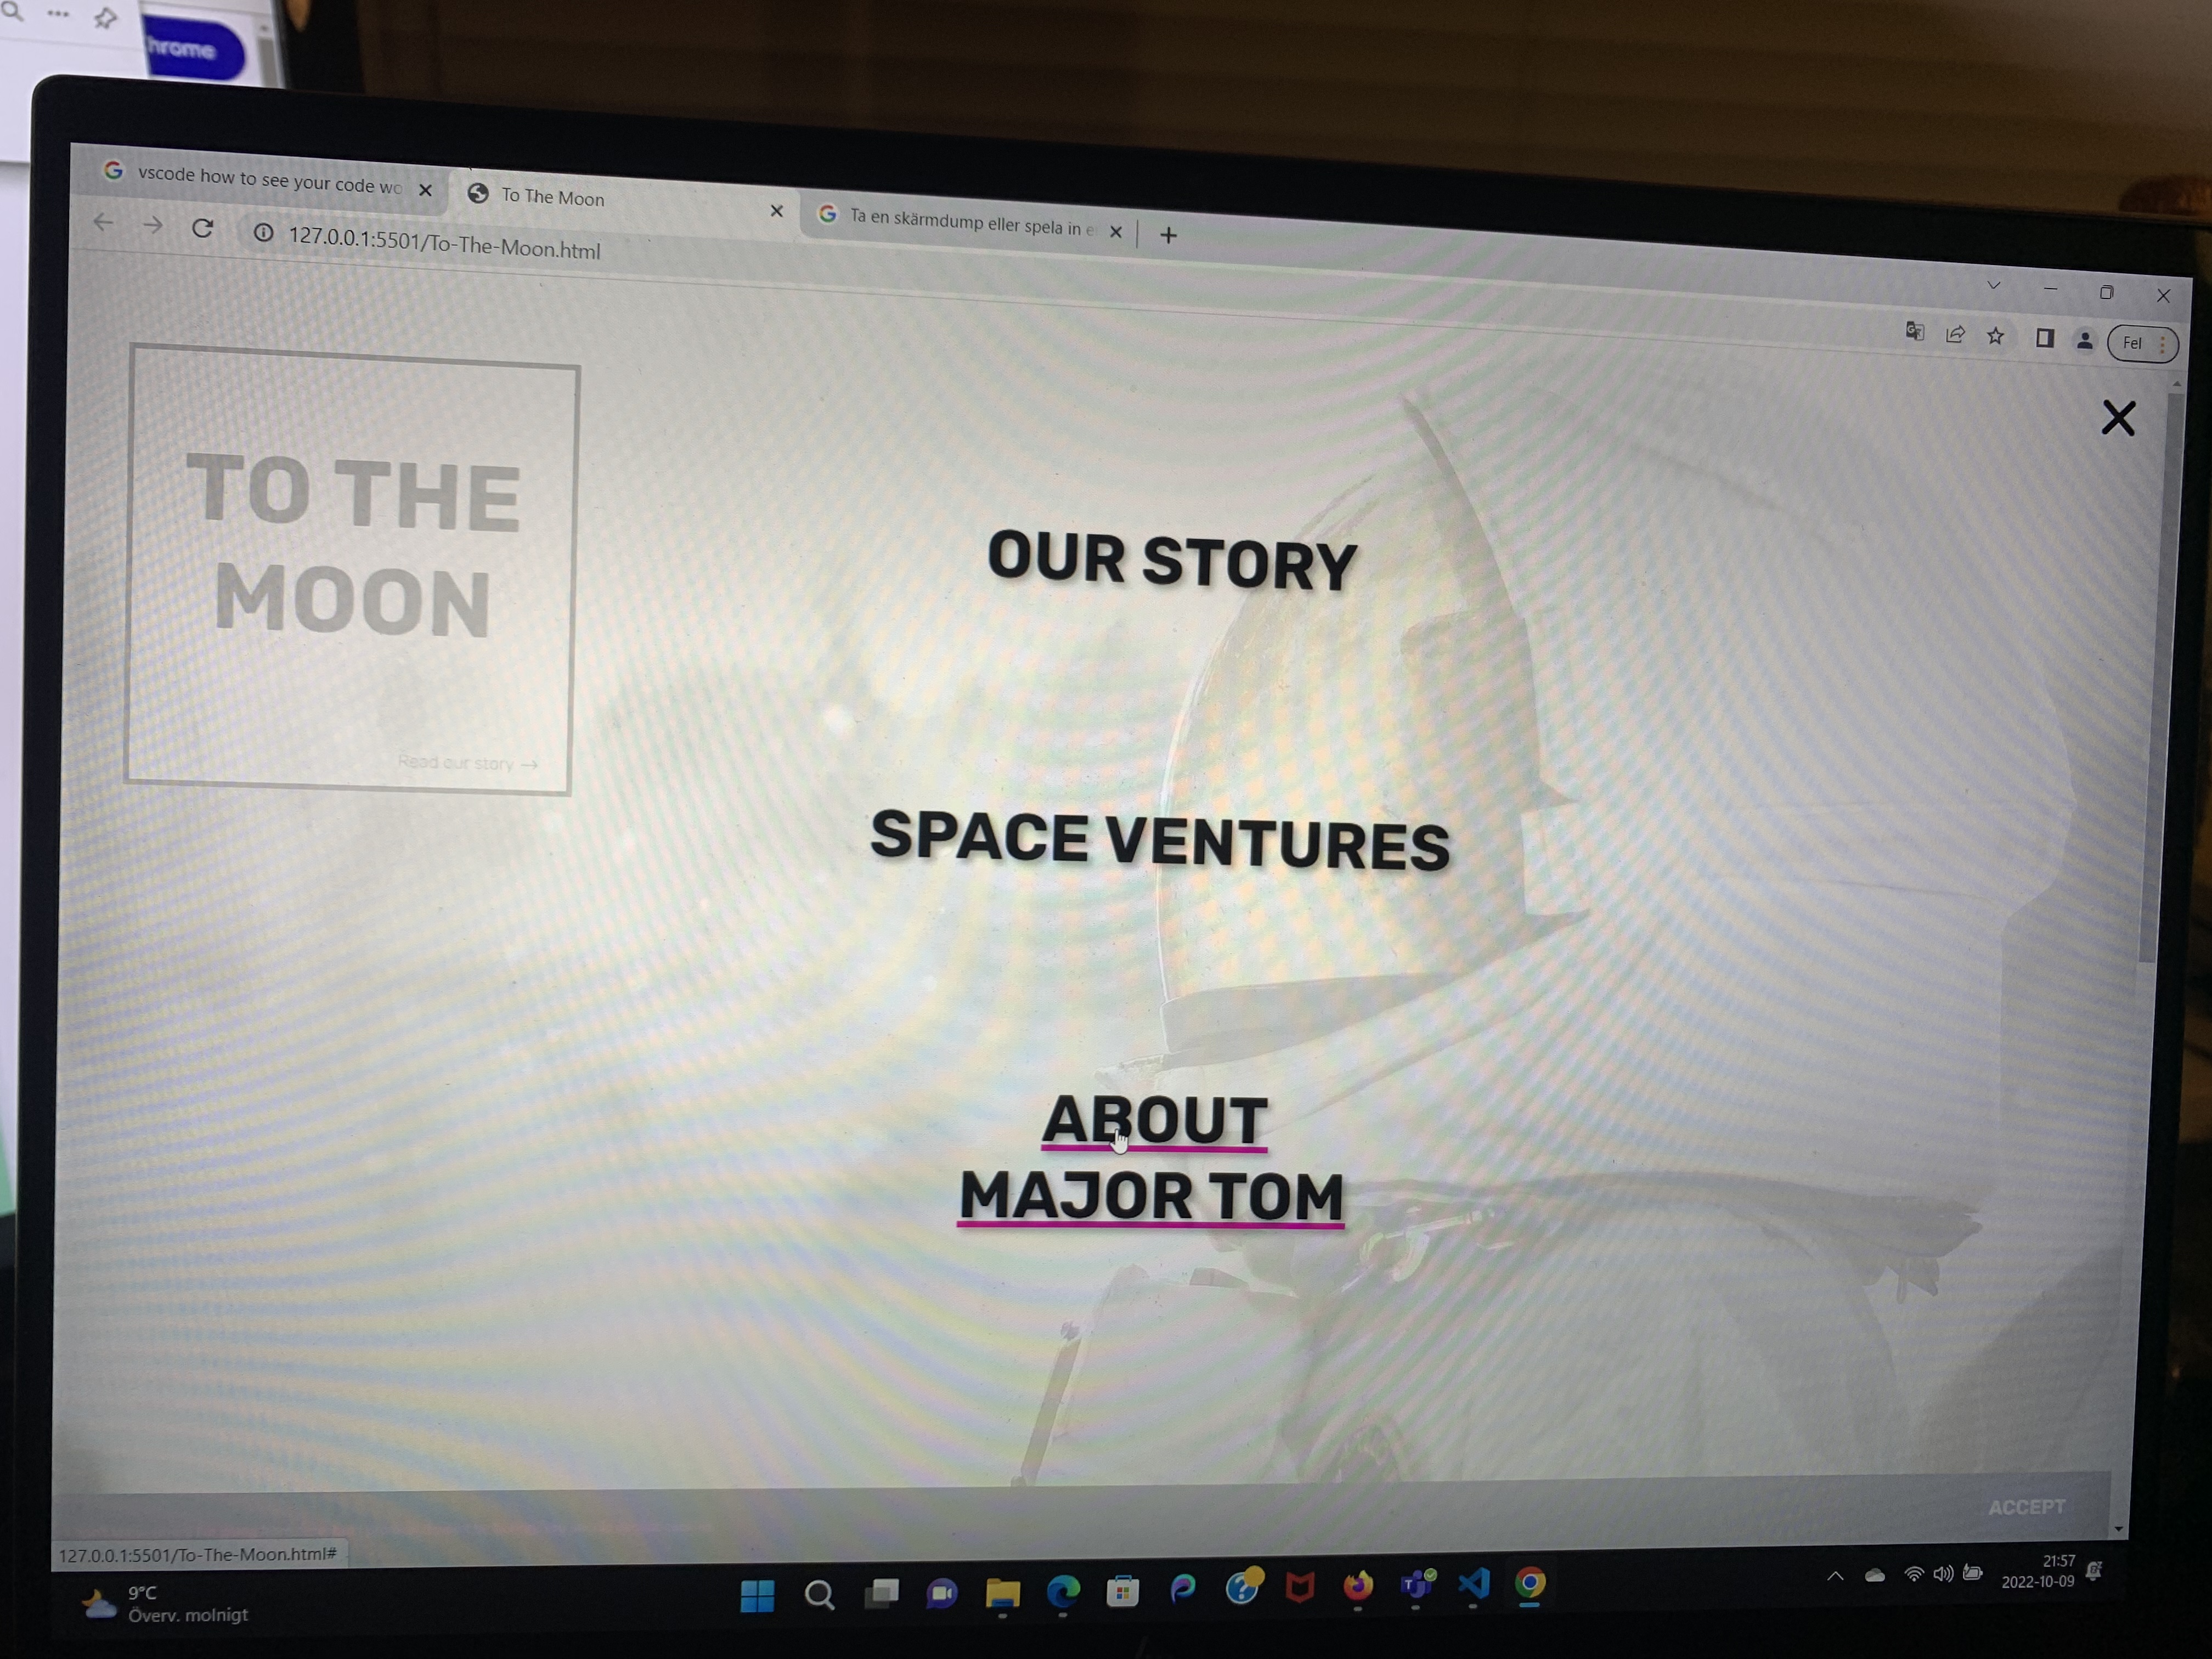 hrome
vscode how to see your code wo
To The Moon
Ta en skärmdump eller spela in e
127.0.0.1:5501/To-The-Moon.html
Fel
TO THE
MOON
Read our story →
OUR STORY
SPACE VENTURES
ABOUT
MAJOR TOM
ACCEPT
127.0.0.1:5501/To-The-Moon.html#
9°C
Överv. molnigt
21:57
2022-10-09